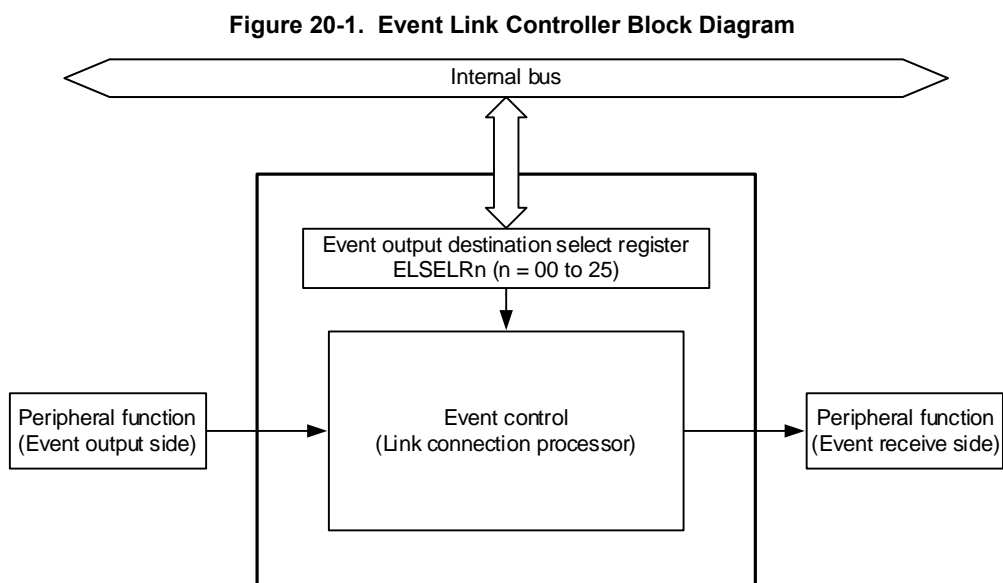 Figure 20-1. Event Link Controller Block Diagram
Internal bus
Event output destination select register
ELSELRn (n = 00 to 25)
Peripheral function
(Event output side)
Event control
(Link connection processor)
Peripheral function
(Event receive side)